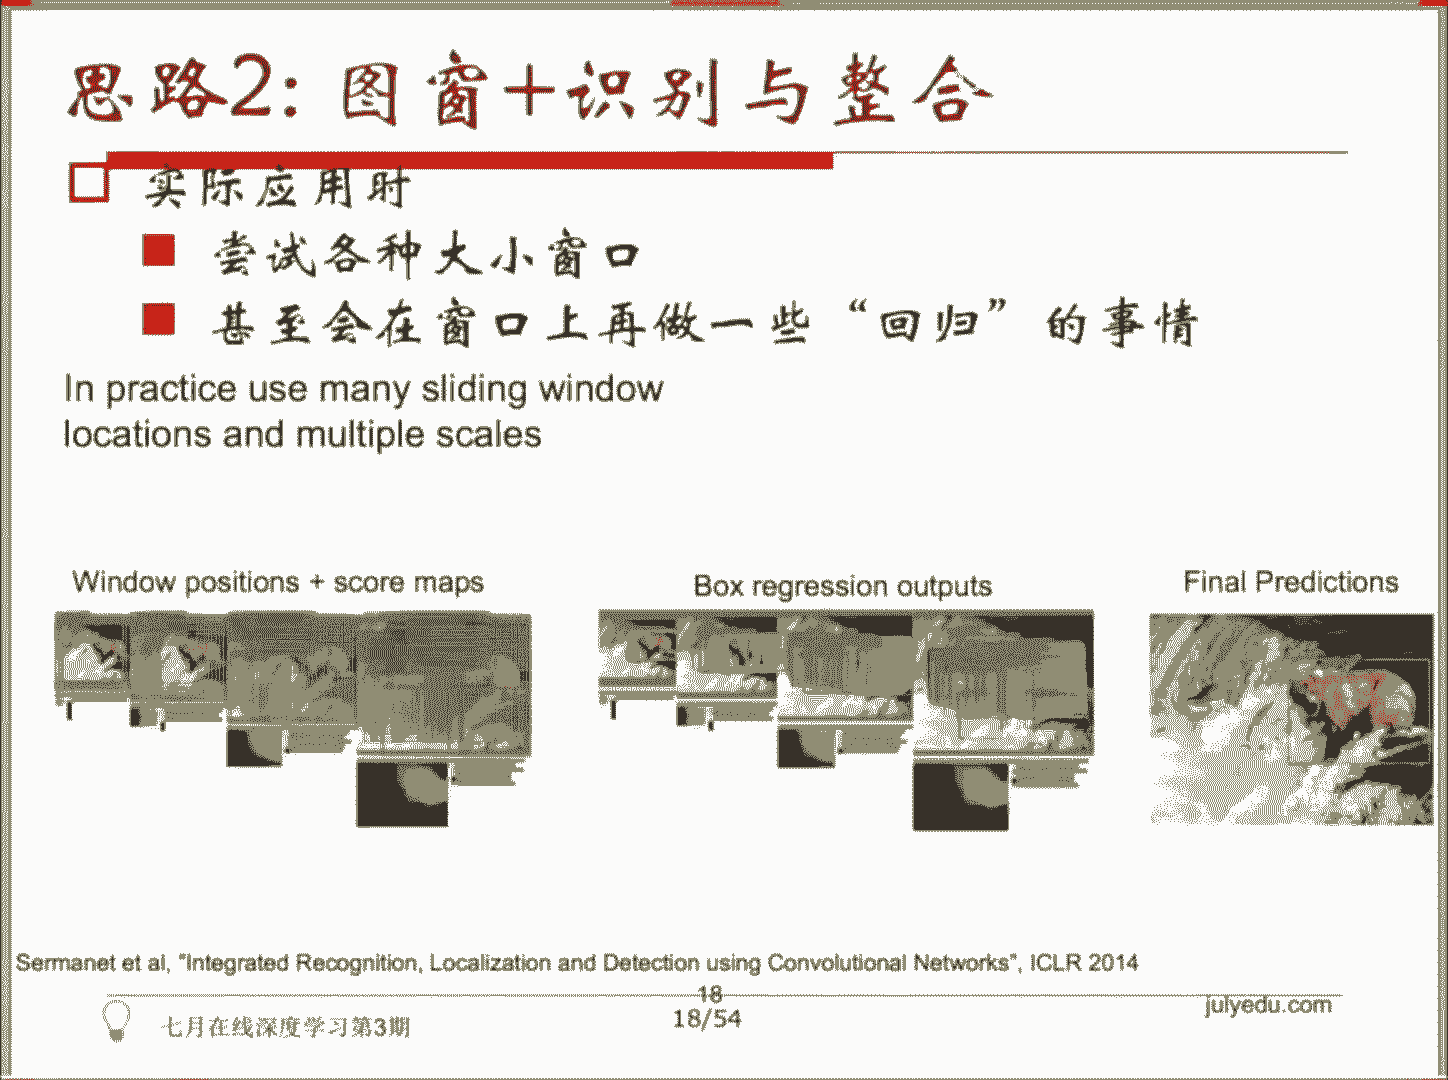 思路2: 图窗+识别与整合
实际应用时
尝试各种大小窗口
甚至会在窗口上再做一些“回归”的事情
In practice use many sliding window
locations and multiple scales
Window positions + score maps
Box regression outputs
Final Predictions
Sermanet et al, "Integrated Recognition, Localization and Detection using Convolutional Networks", ICLR 2014
18
七月在线深度学习第3期
18/54
julyedu.com